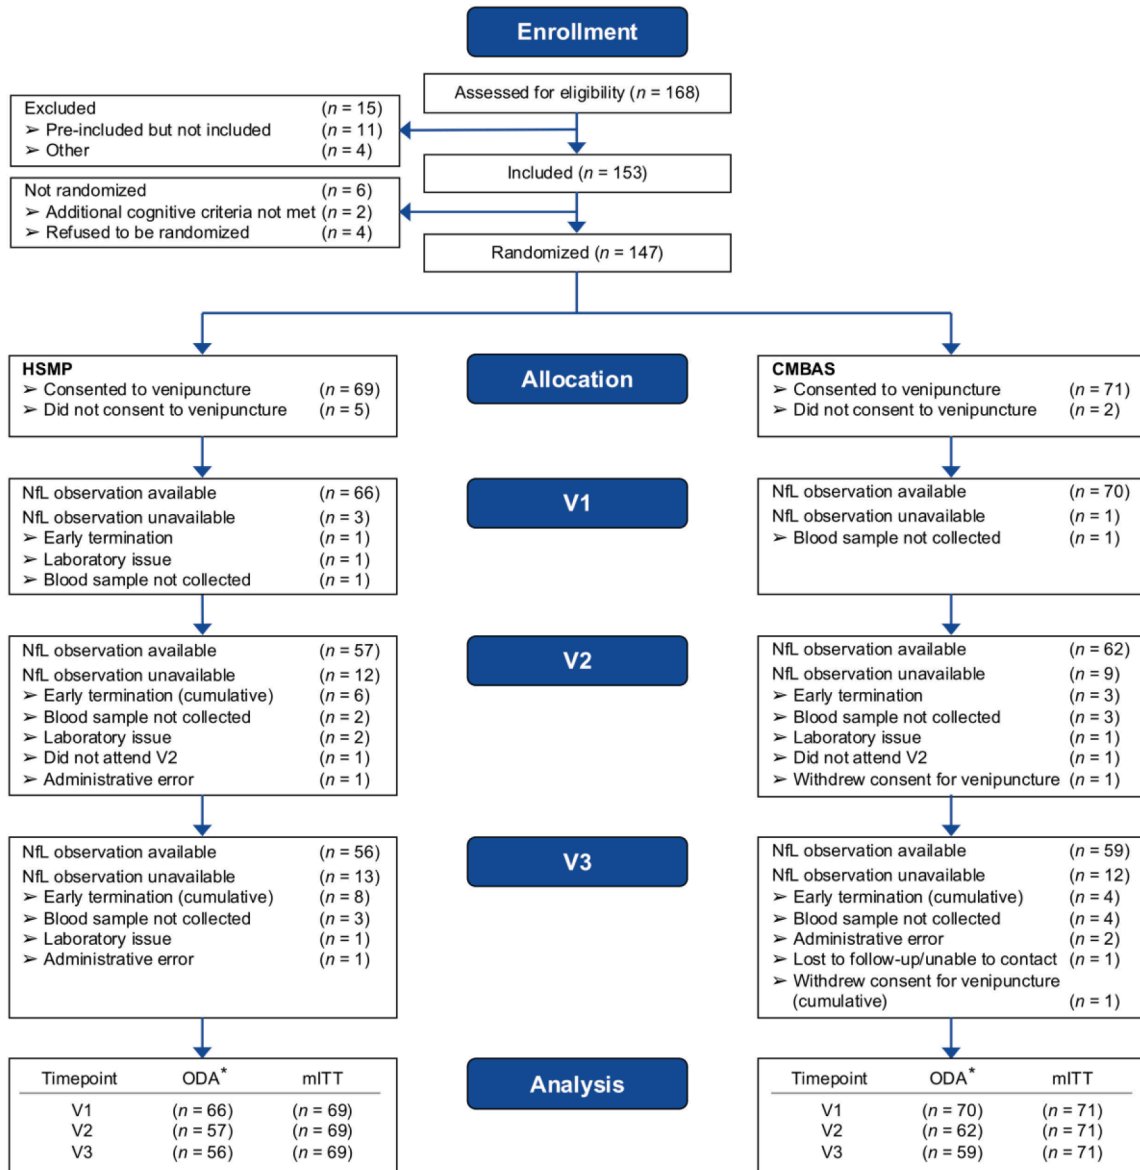 Enrollment
Assessed for eligibility (n = 168)
Excluded (n = 15)
➢ Pre-included but not included (n = 11)
➢ Other (n = 4)
Included (n = 153)
Not randomized (n = 6)
➢ Additional cognitive criteria not met (n = 2)
➢ Refused to be randomized (n = 4)
Randomized (n = 147)
Allocation
HSMP
➢ Consented to venipuncture (n = 69)
➢ Did not consent to venipuncture (n = 5)
CMBAS
➢ Consented to venipuncture (n = 71)
➢ Did not consent to venipuncture (n = 2)
V1
NfL observation available (n = 66)
NfL observation unavailable (n = 3)
➢ Early termination (n = 1)
➢ Laboratory issue (n = 1)
➢ Blood sample not collected (n = 1)
NfL observation available (n = 70)
NfL observation unavailable (n = 1)
➢ Blood sample not collected (n = 1)
V2
NfL observation available (n = 57)
NfL observation unavailable (n = 12)
➢ Early termination (cumulative) (n = 6)
➢ Blood sample not collected (n = 2)
➢ Laboratory issue (n = 2)
➢ Did not attend V2 (n = 1)
➢ Administrative error (n = 1)
NfL observation available (n = 62)
NfL observation unavailable (n = 9)
➢ Early termination (n = 3)
➢ Blood sample not collected (n = 3)
➢ Laboratory issue (n = 1)
➢ Did not attend V2 (n = 1)
➢ Withdrew consent for venipuncture (n = 1)
V3
NfL observation available (n = 56)
NfL observation unavailable (n = 13)
➢ Early termination (cumulative) (n = 8)
➢ Blood sample not collected (n = 3)
➢ Laboratory issue (n = 1)
➢ Administrative error (n = 1)
NfL observation available (n = 59)
NfL observation unavailable (n = 12)
➢ Early termination (cumulative) (n = 4)
➢ Blood sample not collected (n = 4)
➢ Administrative error (n = 2)
➢ Lost to follow-up/unable to contact (n = 1)
➢ Withdrew consent for venipuncture
(cumulative) (n = 1)
Analysis
Timepoint ODA* mITT
V1 (n = 66) (n = 69)
V2 (n = 57) (n = 69)
V3 (n = 56) (n = 69)
Timepoint ODA* mITT
V1 (n = 70) (n = 71)
V2 (n = 62) (n = 71)
V3 (n = 59) (n = 71)